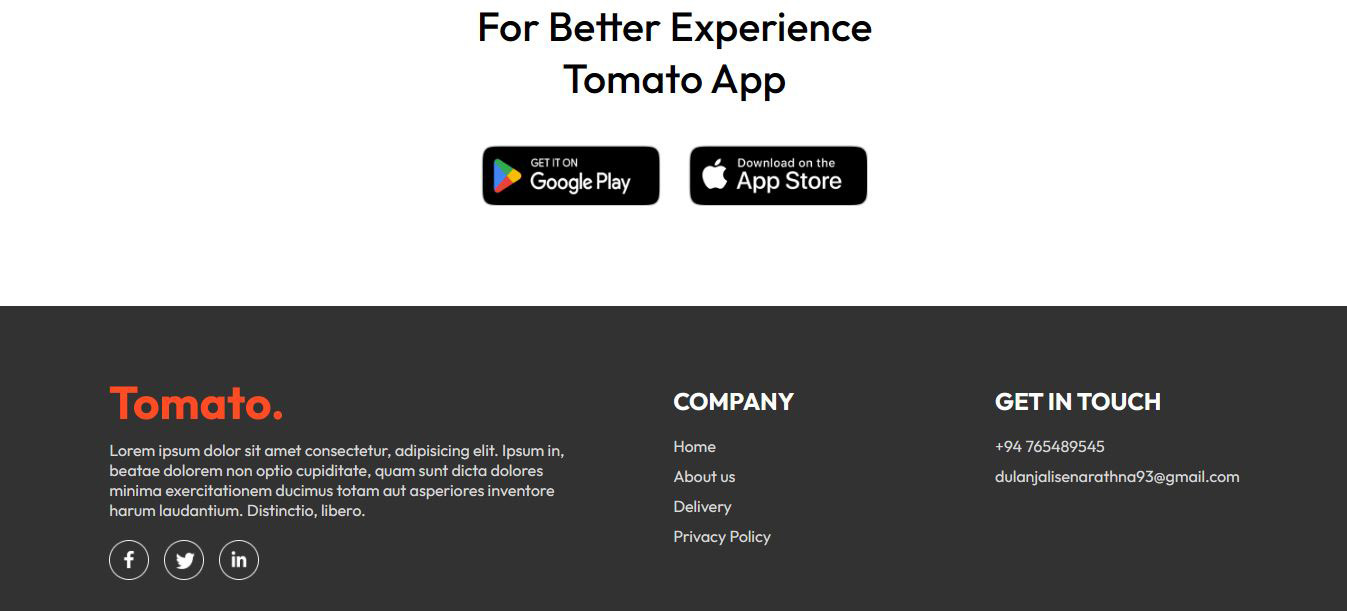 For Better Experience
Tomato App
GET IT ON
Google Play
Download on the
App Store
Tomato.
Lorem ipsum dolor sit amet consectetur, adipisicing elit. Ipsum in,
beatae dolorem non optio cupiditate, quam sunt dicta dolores
minima exercitationem ducimus totam aut asperiores inventore
harum laudantium. Distinctio, libero.
f
in
COMPANY
Home
About us
Delivery
Privacy Policy
GET IN TOUCH
+94 765489545
dulanjalisenarathna93@gmail.com